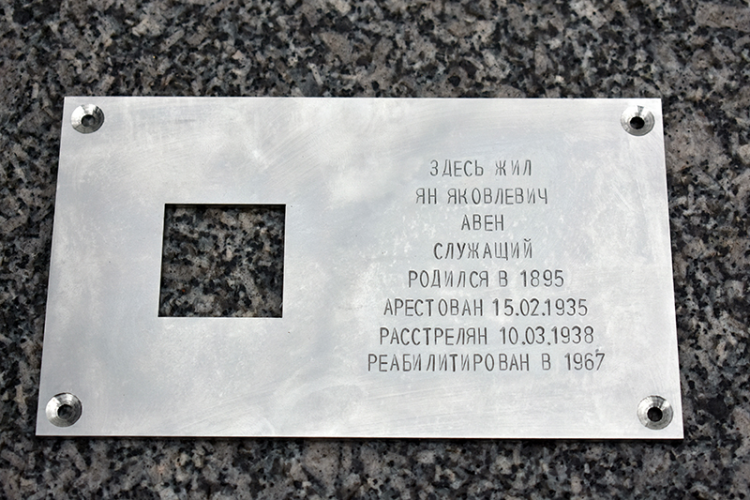 ЗДЕСЬ ЖИЛ
ЯН ЯКОВЛЕВИЧ
АВЕН
СЛУЖАЩИЙ
РОДИЛСЯ В 1895
АРЕСТОВАН 15.02.1935
РАССТРЕЛЯН 10.03.1938
РЕАБИЛИТИРОВАН В 1967